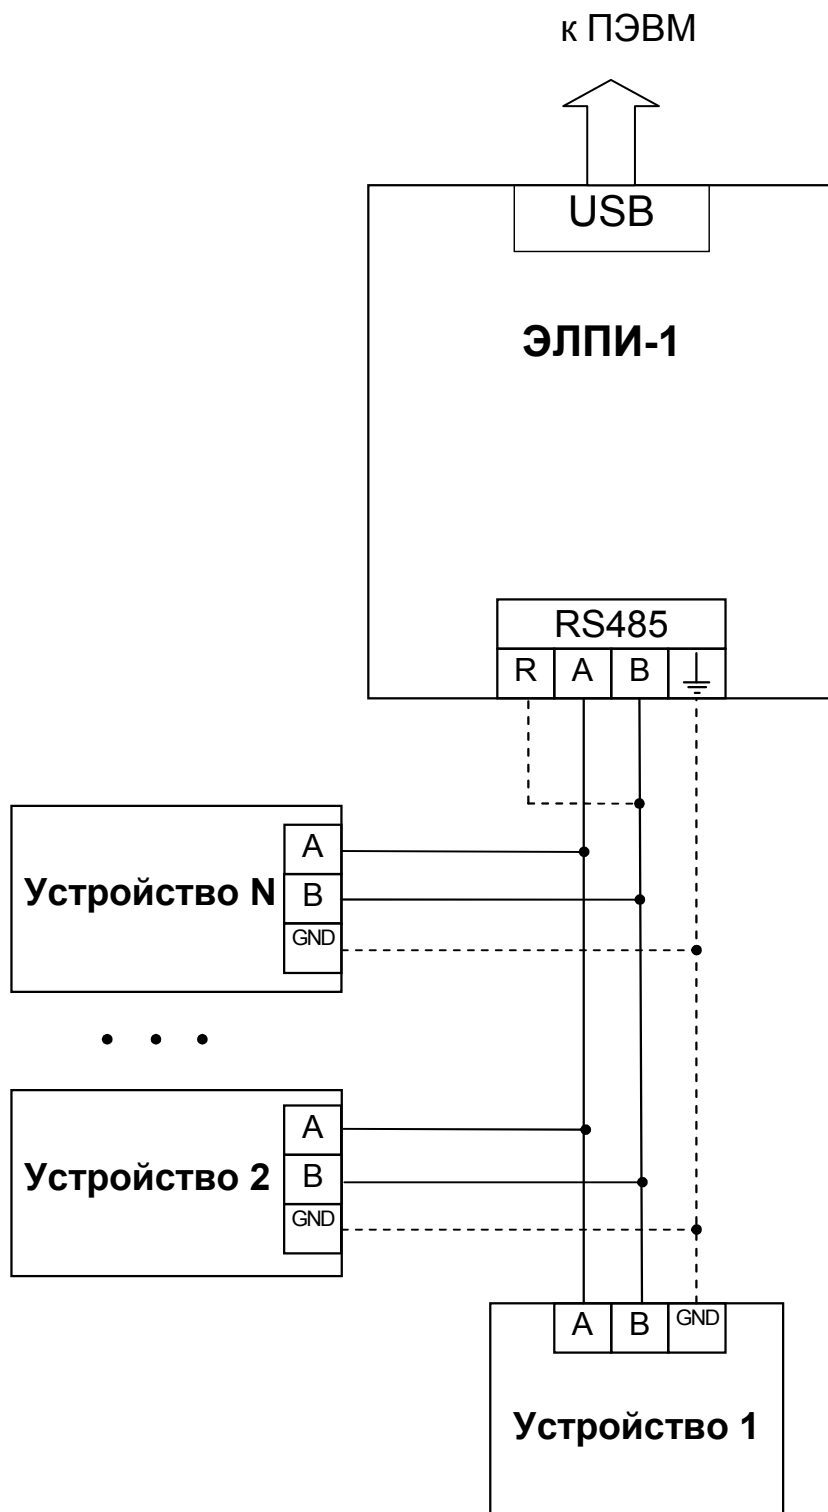 к ПЭВМ
USB
ЭЛПИ-1
RS485
R A B
A
Устройство N B
GND
A
Устройство 2 B
GND
A B GND
Устройство 1